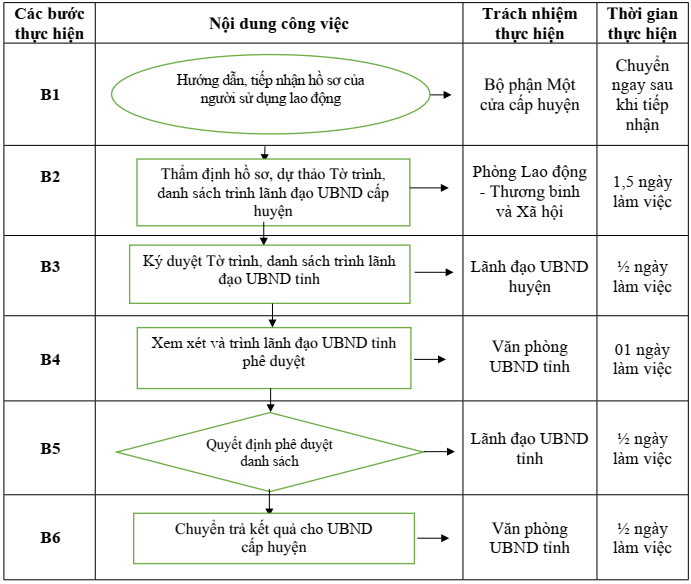 Các bước
thực hiện
Nội dung công việc
Trách nhiệm
thực hiện
Thời gian
thực hiện
B1
Hướng dẫn, tiếp nhận hồ sơ của
người sử dụng lao động
Bộ phận Một
cửa cấp huyện
Chuyển
ngay sau
khi tiếp
nhận
B2
Thẩm định hồ sơ, dự thảo Tờ trình,
danh sách trình lãnh đạo UBND cấp
huyện
Phòng Lao động
- Thương binh
và Xã hội
1,5 ngày
làm việc
B3
Ký duyệt Tờ trình, danh sách trình lãnh
đạo UBND tỉnh
Lãnh đạo UBND
huyện
½ ngày
làm việc
B4
Xem xét và trình lãnh đạo UBND tỉnh
phê duyệt
Văn phòng
UBND tỉnh
01 ngày
làm việc
B5
Quyết định phê duyệt
danh sách
Lãnh đạo UBND
tỉnh
½ ngày
làm việc
B6
Chuyển trả kết quả cho UBND
cấp huyện
Văn phòng
UBND tỉnh
½ ngày
làm việc